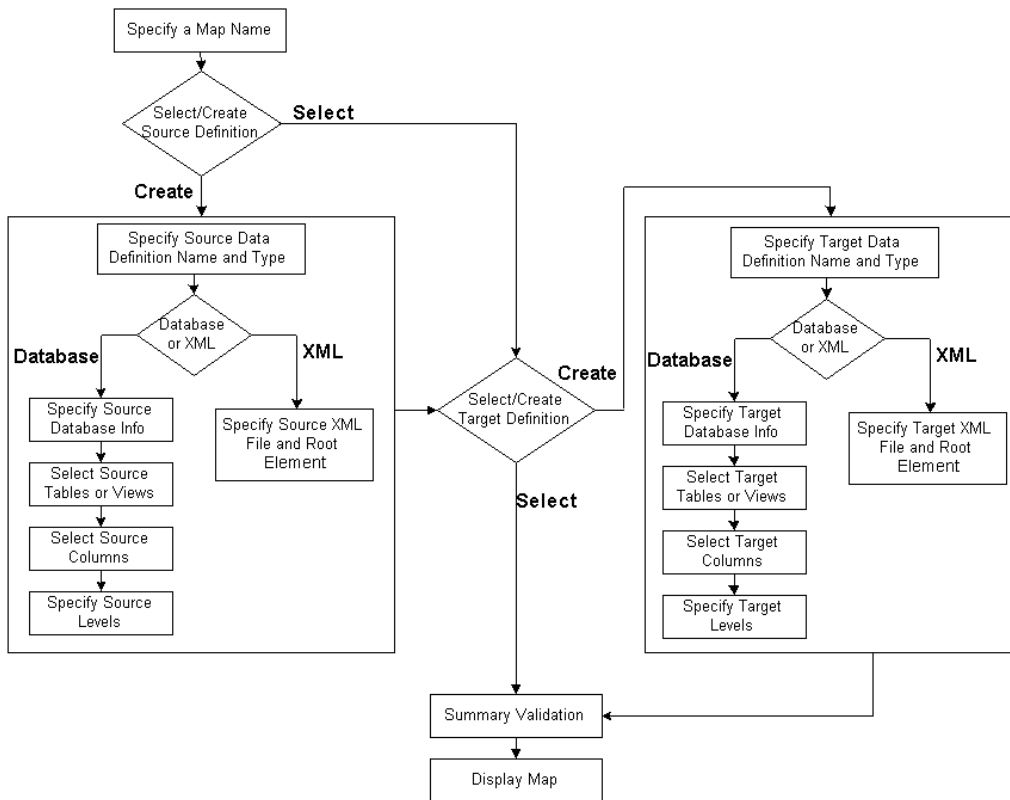 Specify a Map Name
Select/Create
Source Definition
Select
Create
Specify Source Data
Definition Name and Type
Database
or XML
Database
XML
Specify Source
Database Info
Select Source
Tables or Views
Select Source
Columns
Specify Source
Levels
Specify Source XML
File and Root
Element
Select/Create
Target Definition
Create
Select
Specify Target Data
Definition Name and Type
Database
or XML
Database
XML
Specify Target
Database Info
Select Target
Tables or Views
Select Target
Columns
Specify Target
Levels
Specify Target XML
File and Root
Element
Summary Validation
Display Map